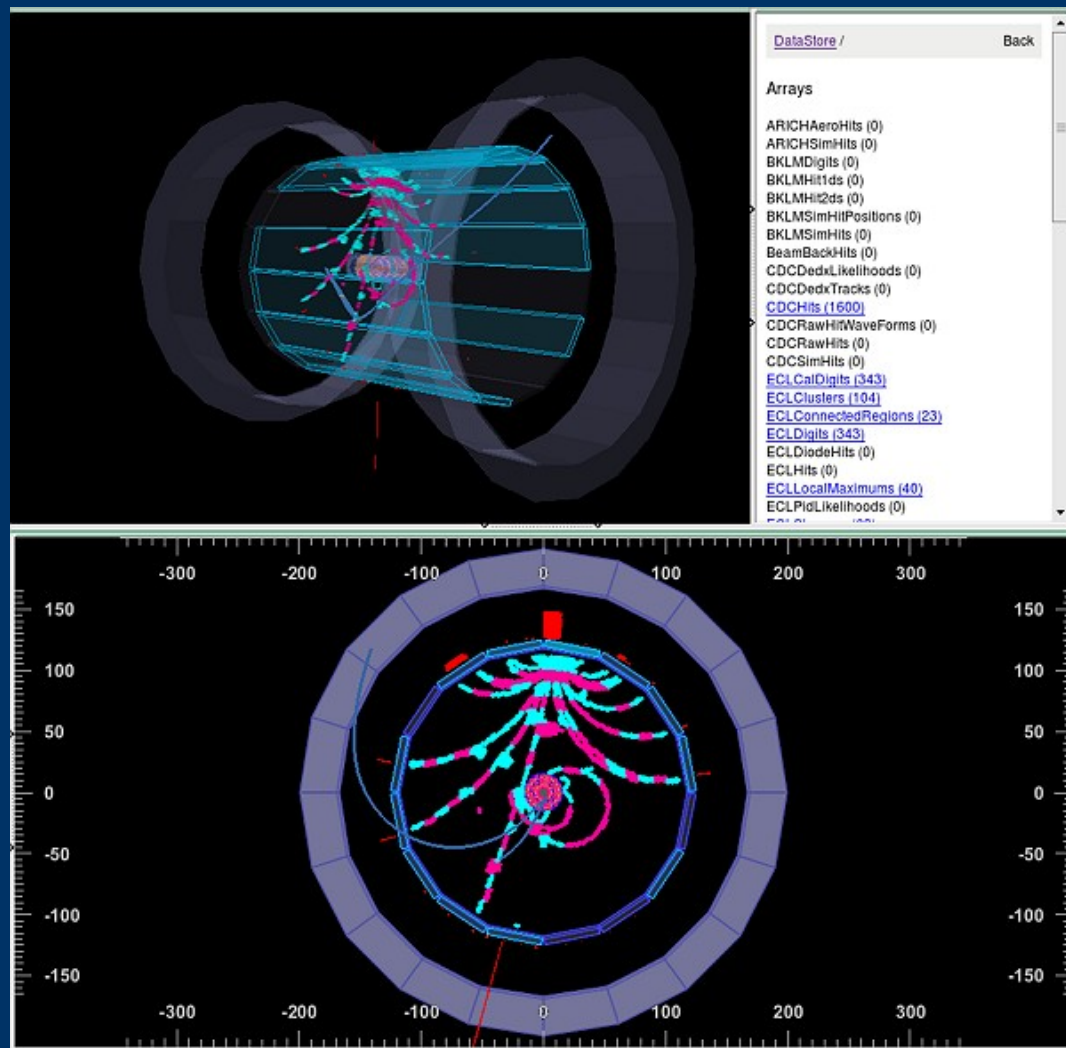 DataStore / Back
Arrays
ARICHAeroHits (0)
ARICHSimHits (0)
BKLMDigits (0)
BKLMHit1ds (0)
BKLMHit2ds (0)
BKLMSimHitPositions (0)
BKLMSimHits (0)
BeamBackHits (0)
CDCDedxLikelihoods (0)
CDCDedxTracks (0)
CDCHits (1600)
CDCRawHitWaveForms (0)
CDCRawHits (0)
CDCSimHits (0)
ECLCalDigits (343)
ECLClusters (104)
ECLConnectedRegions (23)
ECLDigits (343)
ECLDiodeHits (0)
ECLHits (0)
ECLLocalMaximums (40)
ECLPidLikelihoods (0)
-300 -200 -100 0 100 200 300
150 150
100 100
50 50
0 0
-50 -50
-100 -100
-150 -150
-300 -200 -100 0 100 200 300